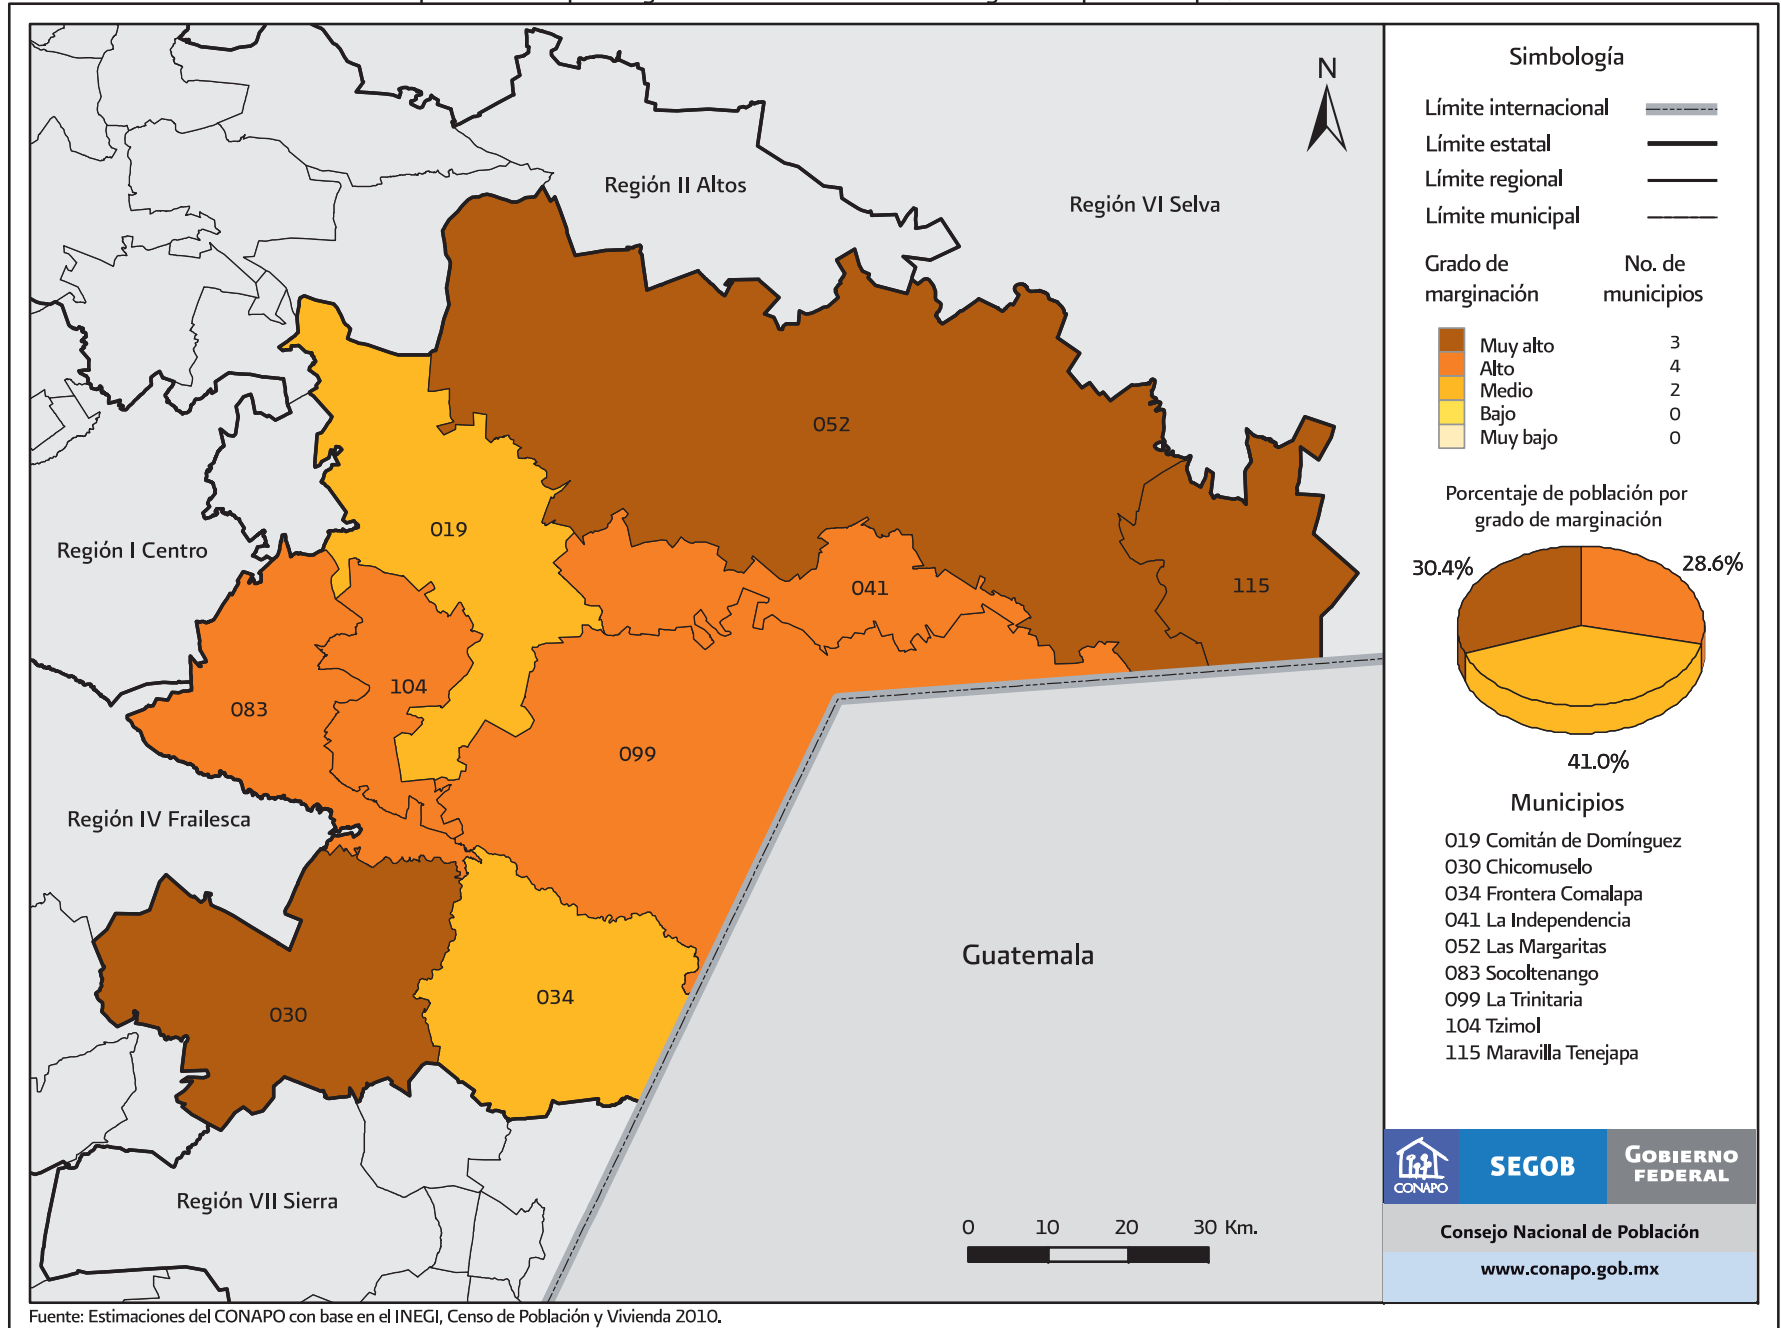 N
Región II Altos
Región VI Selva
052
019
Región I Centro
041
115
104
083
099
Región IV Frailesca
Guatemala
034
030
Región VII Sierra
0 10 20 30 Km.
Simbología
Límite internacional
Límite estatal
Límite regional
Límite municipal
Grado de marginación No. de municipios
Muy alto 3
Alto 4
Medio 2
Bajo 0
Muy bajo 0
Porcentaje de población por
grado de marginación
30.4% 28.6%
41.0%
Municipios
019 Comitán de Domínguez
030 Chicomuselo
034 Frontera Comalapa
041 La Independencia
052 Las Margaritas
083 Socoltenango
099 La Trinitaria
104 Tzimol
115 Maravilla Tenejapa
CONAPO
SEGOB
GOBIERNO
FEDERAL
Consejo Nacional de Población
www.conapo.gob.mx
Fuente: Estimaciones del CONAPO con base en el INEGI, Censo de Población y Vivienda 2010.